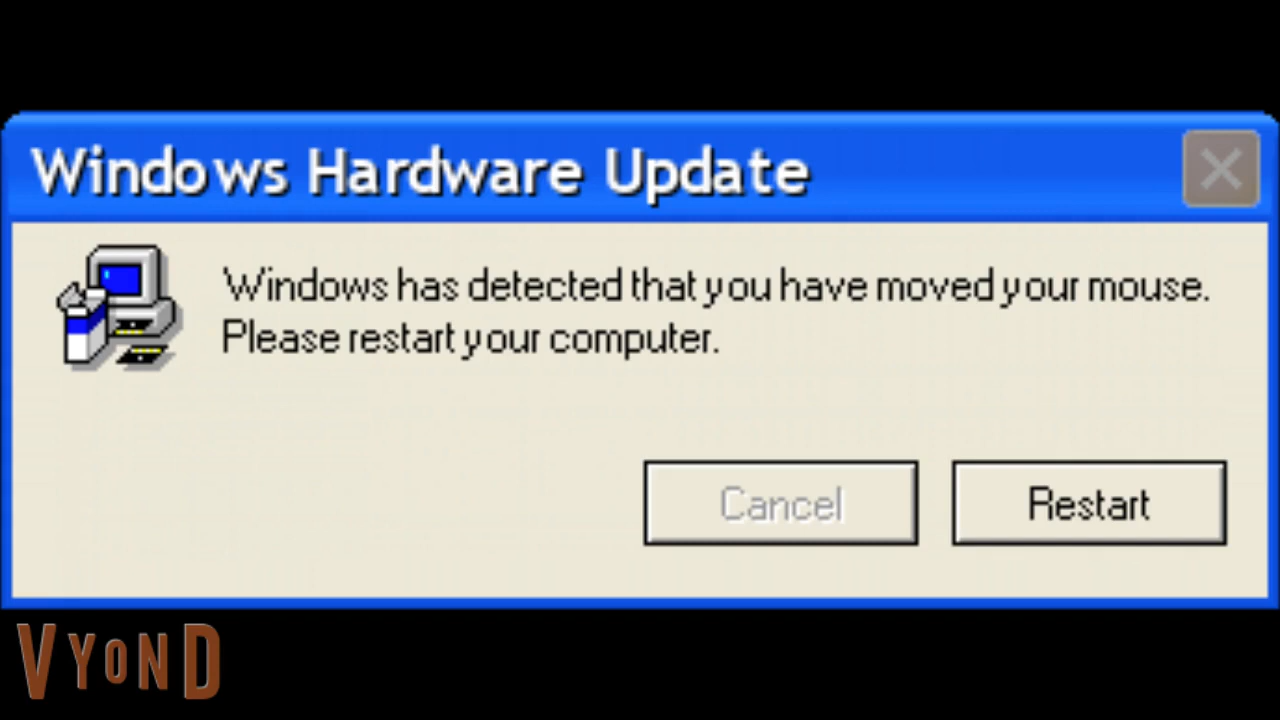 Windows Hardware Update
Windows has detected that you have moved your mouse.
Please restart your computer.
Cancel
Restart
VYOND